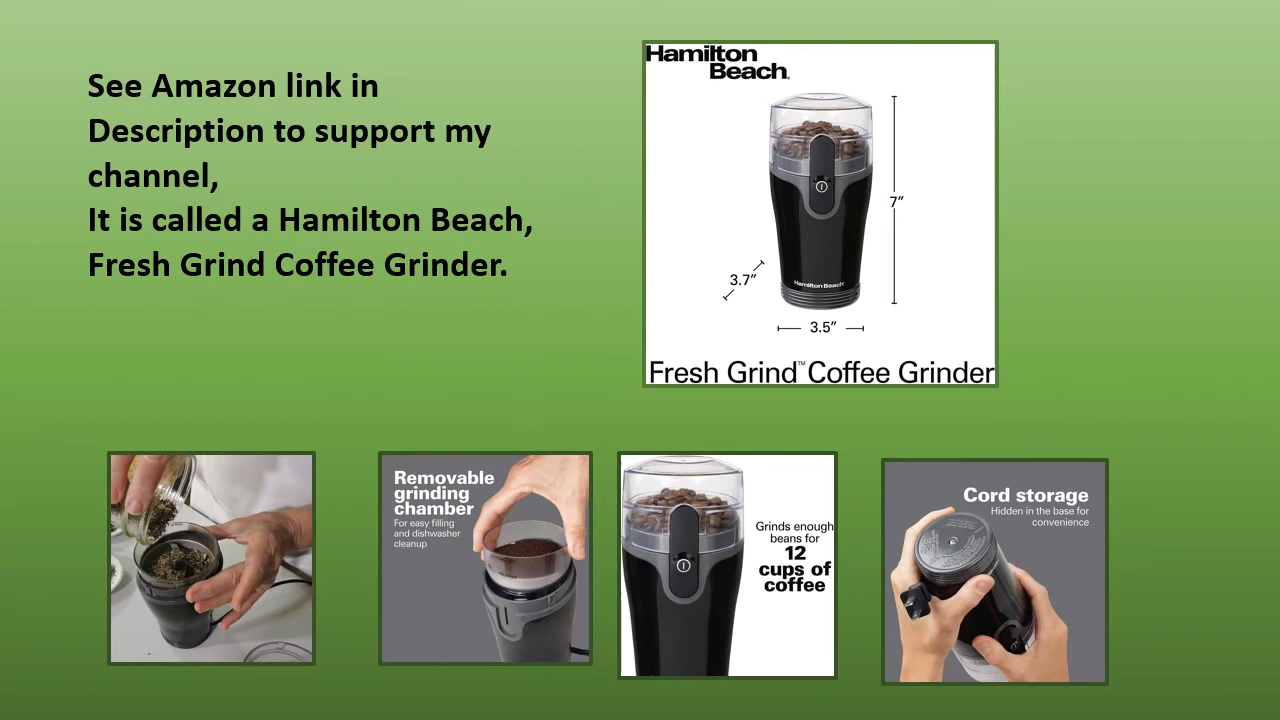 See Amazon link in
Description to support my
channel,
It is called a Hamilton Beach,
Fresh Grind Coffee Grinder.
Hamilton
Beach.
7”
3.7”
HamiltonBeach
3.5”
Fresh Grind™ Coffee Grinder
Removable
grinding
chamber
For easy filling
and dishwasher
cleanup
Grinds enough
beans for
12
cups of
coffee
Cord storage
Hidden in the base for
convenience